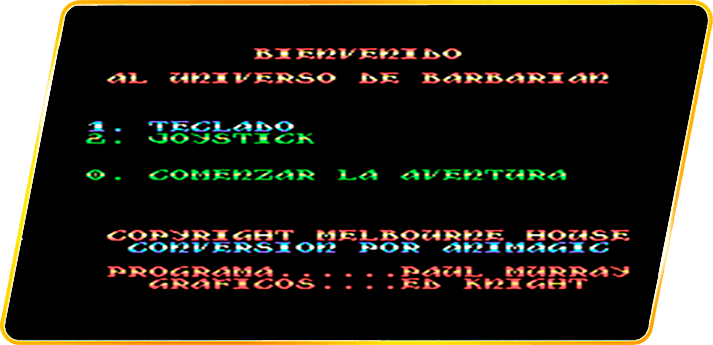 BIENVENIDO
AL UNIVERSO DE BARBARIAN
1. TECLADO
2. JOYSTICK
0. COMENZAR LA AVENTURA
COPYRIGHT MELBOURNE HOUSE
CONVERSION POR ANIMAGIC
PROGRAMA......PAUL MURRAY
GRAFICOS::::ED KNIGHT